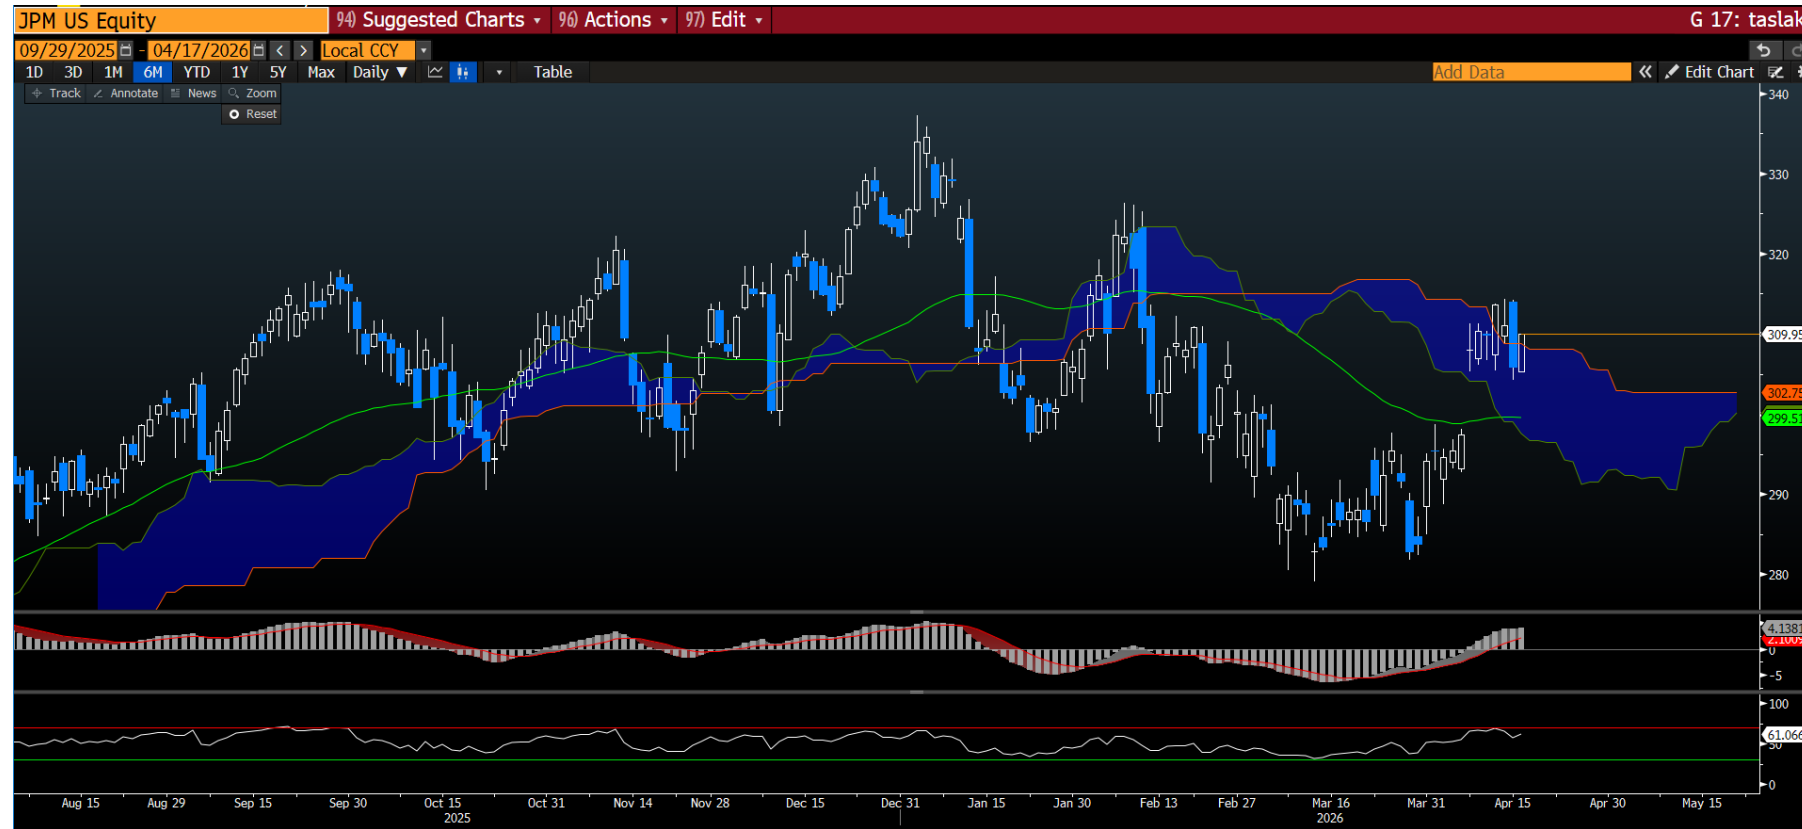 JPM US Equity 94) Suggested Charts 96) Actions 97) Edit G 17: taslak
09/29/2025 - 04/17/2026 Local CCY
1D 3D 1M 6M YTD 1Y 5Y Max Daily Table Add Data Edit Chart
Track Annotate News Zoom
Reset
340
330
320
309.95
302.75
299.51
290
280
4.1381
2.1009
0
-5
100
61.066
50
0
Aug 15 Aug 29 Sep 15 Sep 30 Oct 15 Oct 31 Nov 14 Nov 28 Dec 15 Dec 31 Jan 15 Jan 30 Feb 13 Feb 27 Mar 16 Mar 31 Apr 15 Apr 30 May 15
2025 2026